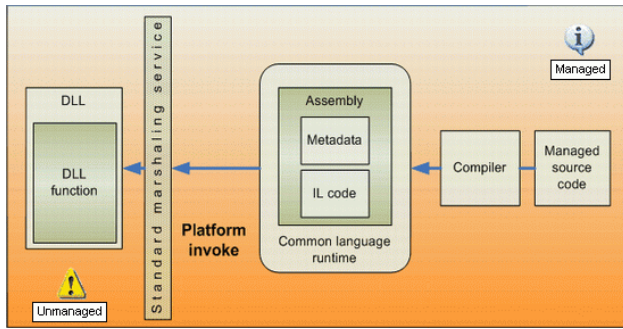 DLL
DLL
function
Unmanaged
Standard marshaling service
Platform
invoke
Assembly
Metadata
IL code
Common language
runtime
Compiler
Managed
source
code
Managed